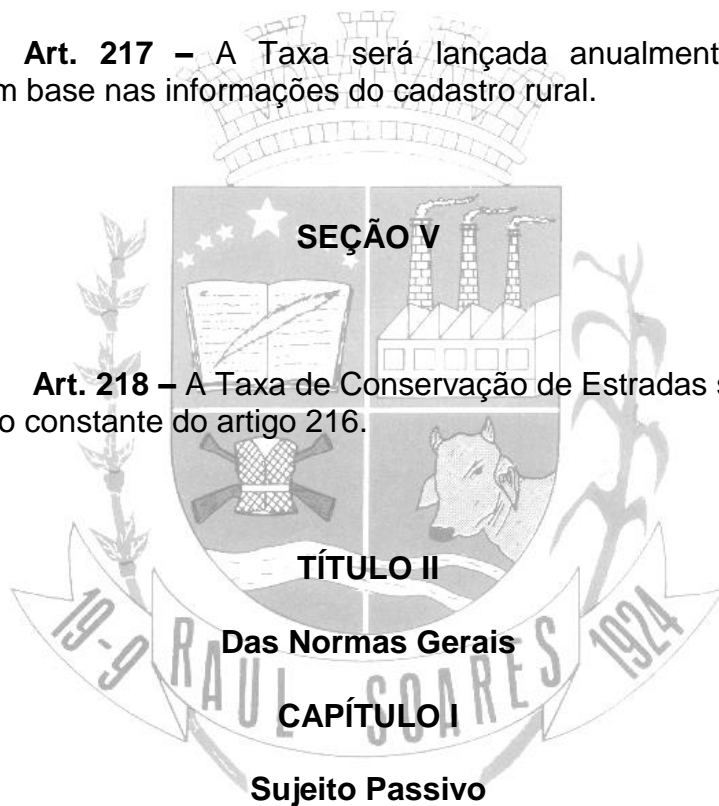 Art. 217 – A Taxa será lançada anualment
m base nas informações do cadastro rural.
SEÇÃO V
Art. 218 – A Taxa de Conservação de Estradas s
o constante do artigo 216.
TÍTULO II
Das Normas Gerais
CAPÍTULO I
Sujeito Passivo
19-9 RAUL SOARES 1924